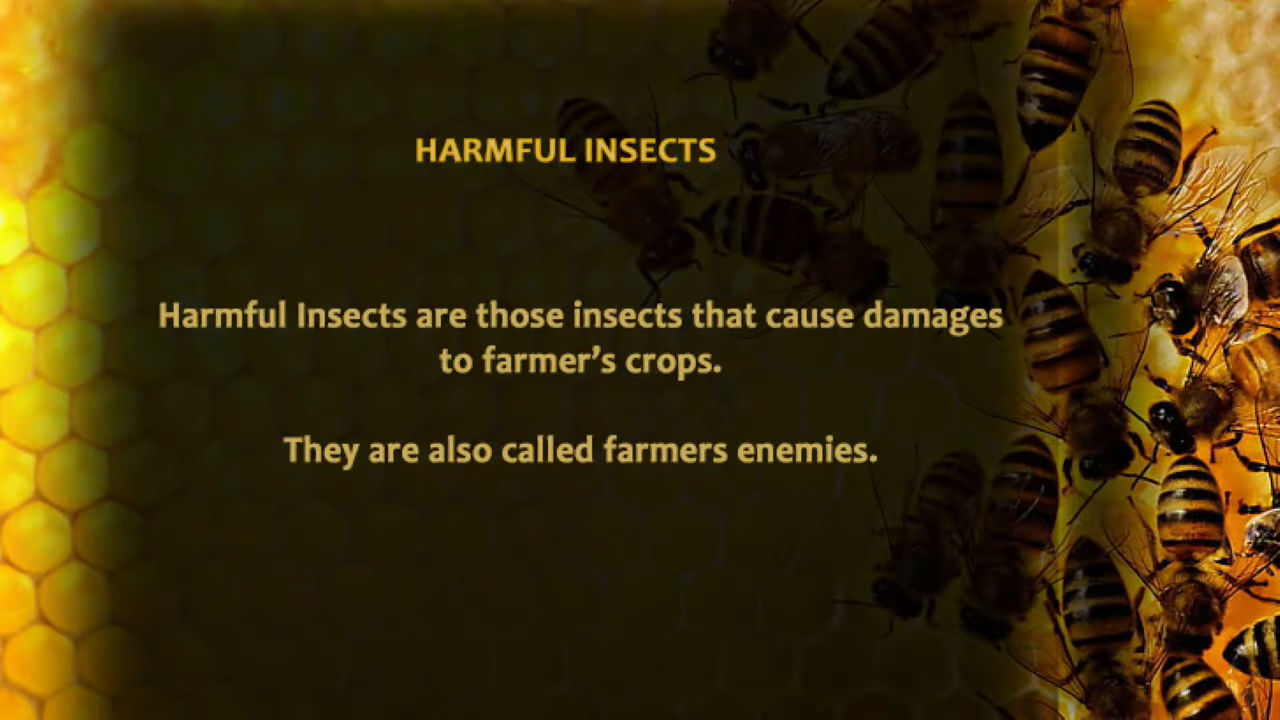 HARMFUL INSECTS
Harmful Insects are those insects that cause damages
to farmer’s crops.
They are also called farmers enemies.